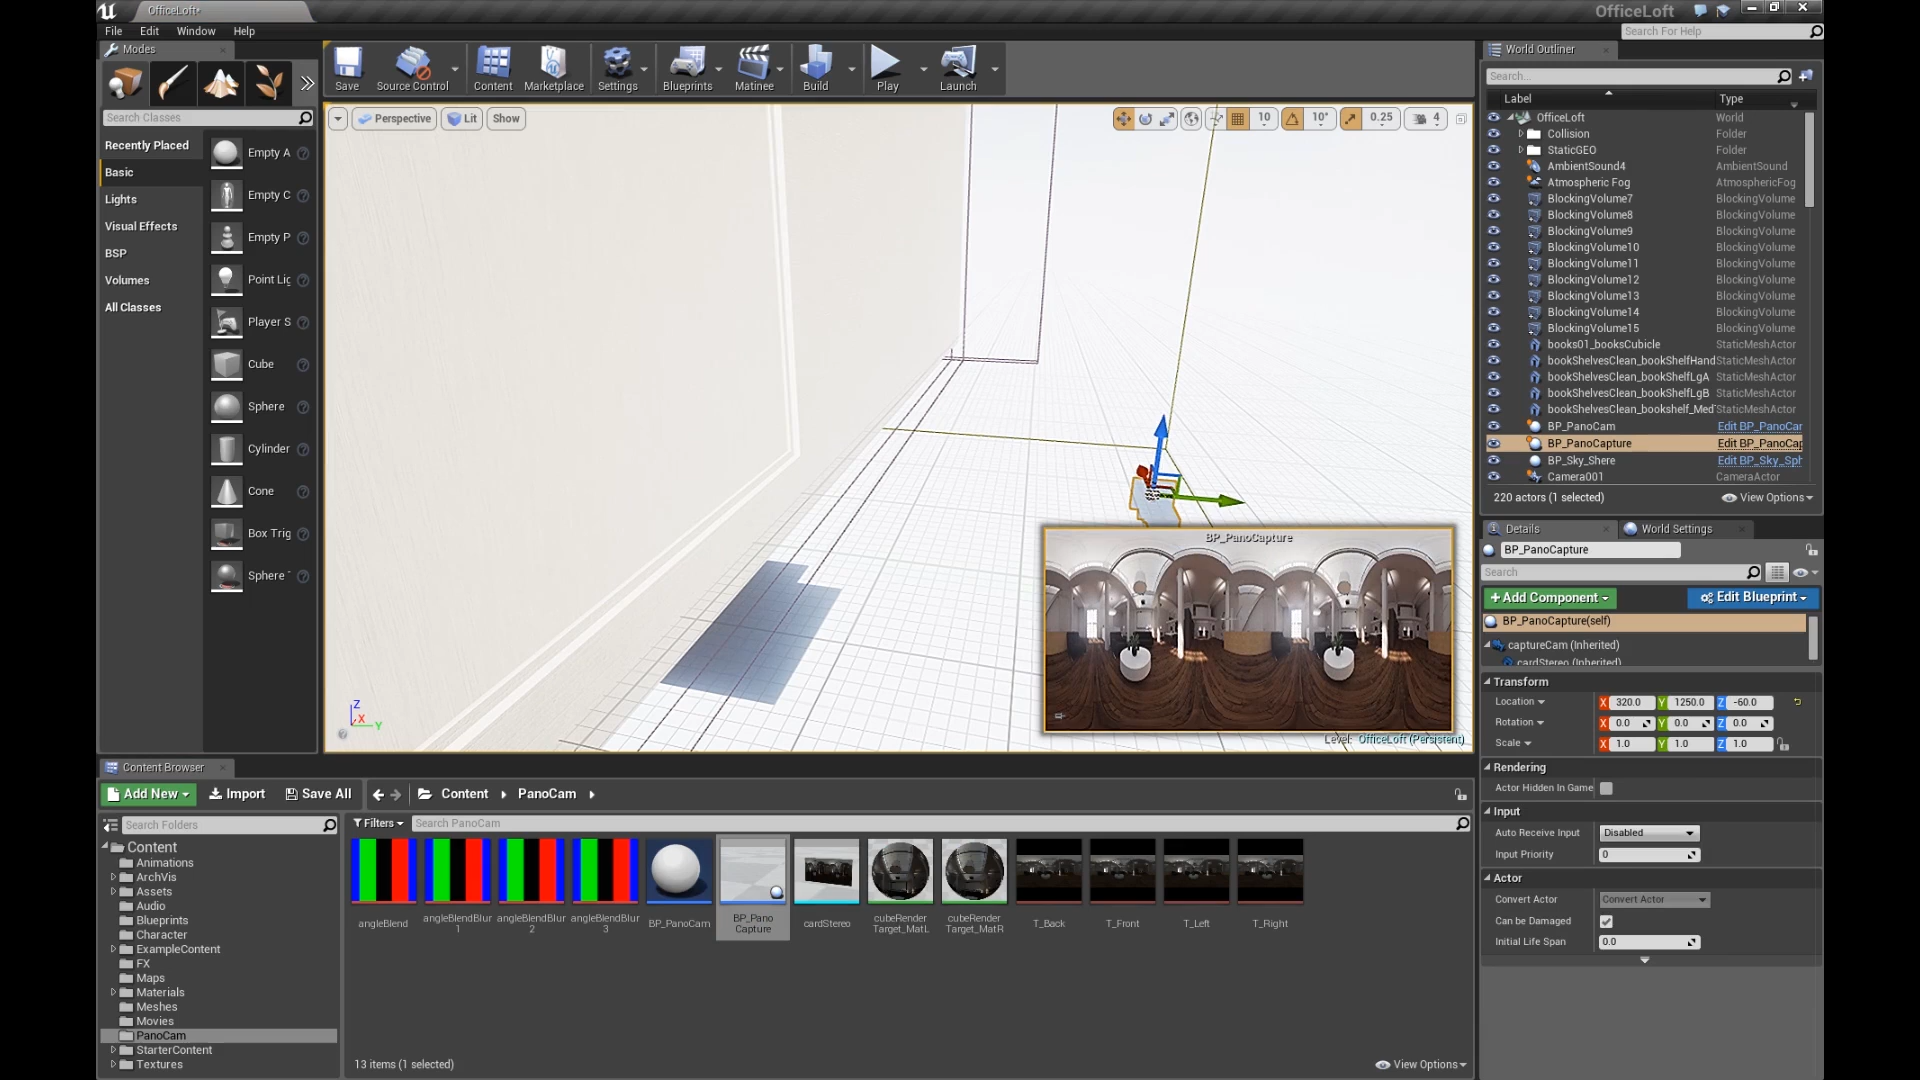 OfficeLoft*
OfficeLoft
File Edit Window Help
Search For Help
Modes
Save
Source Control
Content
Marketplace
Settings
Blueprints
Matinee
Build
Play
Launch
Search Classes
Recently Placed
Basic
Lights
Visual Effects
BSP
Volumes
All Classes
Empty A
Empty C
Empty P
Point Lig
Player S
Cube
Sphere
Cylinder
Cone
Box Trig
Sphere
Perspective
Lit
Show
10
10°
0.25
4
Z
X
Y
BP_PanoCapture
Level: OfficeLoft (Persistent)
World Outliner
Search...
Label Type
OfficeLoft World
Collision Folder
StaticGEO Folder
AmbientSound4 AmbientSound
Atmospheric Fog AtmosphericFog
BlockingVolume7 BlockingVolume
BlockingVolume8 BlockingVolume
BlockingVolume9 BlockingVolume
BlockingVolume10 BlockingVolume
BlockingVolume11 BlockingVolume
BlockingVolume12 BlockingVolume
BlockingVolume13 BlockingVolume
BlockingVolume14 BlockingVolume
BlockingVolume15 BlockingVolume
books01_booksCubicle StaticMeshActor
bookShelvesClean_bookShelfHand StaticMeshActor
bookShelvesClean_bookShelfLgA StaticMeshActor
bookShelvesClean_bookShelfLgB StaticMeshActor
bookShelvesClean_bookshelf_Med StaticMeshActor
BP_PanoCam Edit BP_PanoCar
BP_PanoCapture Edit BP_PanoCap
BP_Sky_Shere Edit BP_Sky_Sph
Camera001 CameraActor
220 actors (1 selected) View Options
Details
World Settings
BP_PanoCapture
Search
+Add Component
Edit Blueprint
BP_PanoCapture(self)
captureCam (Inherited)
cardStereo (Inherited)
Transform
Location X 320.0 Y 1250.0 Z -60.0
Rotation X 0.0 Y 0.0 Z 0.0
Scale X 1.0 Y 1.0 Z 1.0
Rendering
Actor Hidden In Game
Input
Auto Receive Input Disabled
Input Priority 0
Actor
Convert Actor Convert Actor
Can be Damaged
Initial Life Span 0.0
Content Browser
Add New
Import
Save All
Content PanoCam
Search Folders
Filters
Search PanoCam
Content
Animations
ArchVis
Assets
Audio
Blueprints
Character
ExampleContent
FX
Maps
Materials
Meshes
Movies
PanoCam
StarterContent
Textures
angleBlend
angleBlendBlur1
angleBlendBlur2
angleBlendBlur3
BP_PanoCam
BP_Pano
Capture
cardStereo
cubeRender
Target_MatL
cubeRender
Target_MatR
T_Back
T_Front
T_Left
T_Right
13 items (1 selected)
View Options